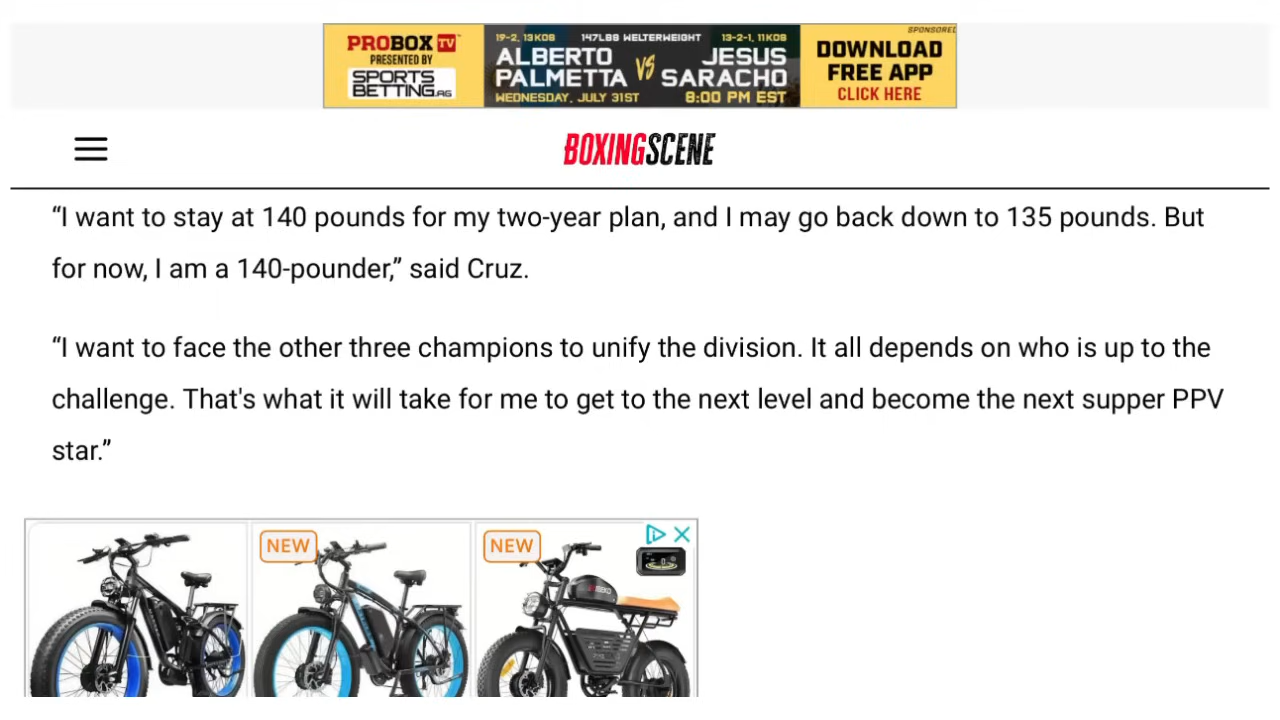 SPONSORED
PROBOX TV
PRESENTED BY
SPORTS
BETTING.AG
19-2, 13KOS 147LBS WELTERWEIGHT 13-2-1, 11KOS
ALBERTO PALMETTA VS JESUS SARACHO
WEDNESDAY, JULY 31ST 8:00 PM EST
DOWNLOAD
FREE APP
CLICK HERE
BOXINGSCENE
“I want to stay at 140 pounds for my two-year plan, and I may go back down to 135 pounds. But
for now, I am a 140-pounder,” said Cruz.
“I want to face the other three champions to unify the division. It all depends on who is up to the
challenge. That's what it will take for me to get to the next level and become the next supper PPV
star.”
NEW
NEW